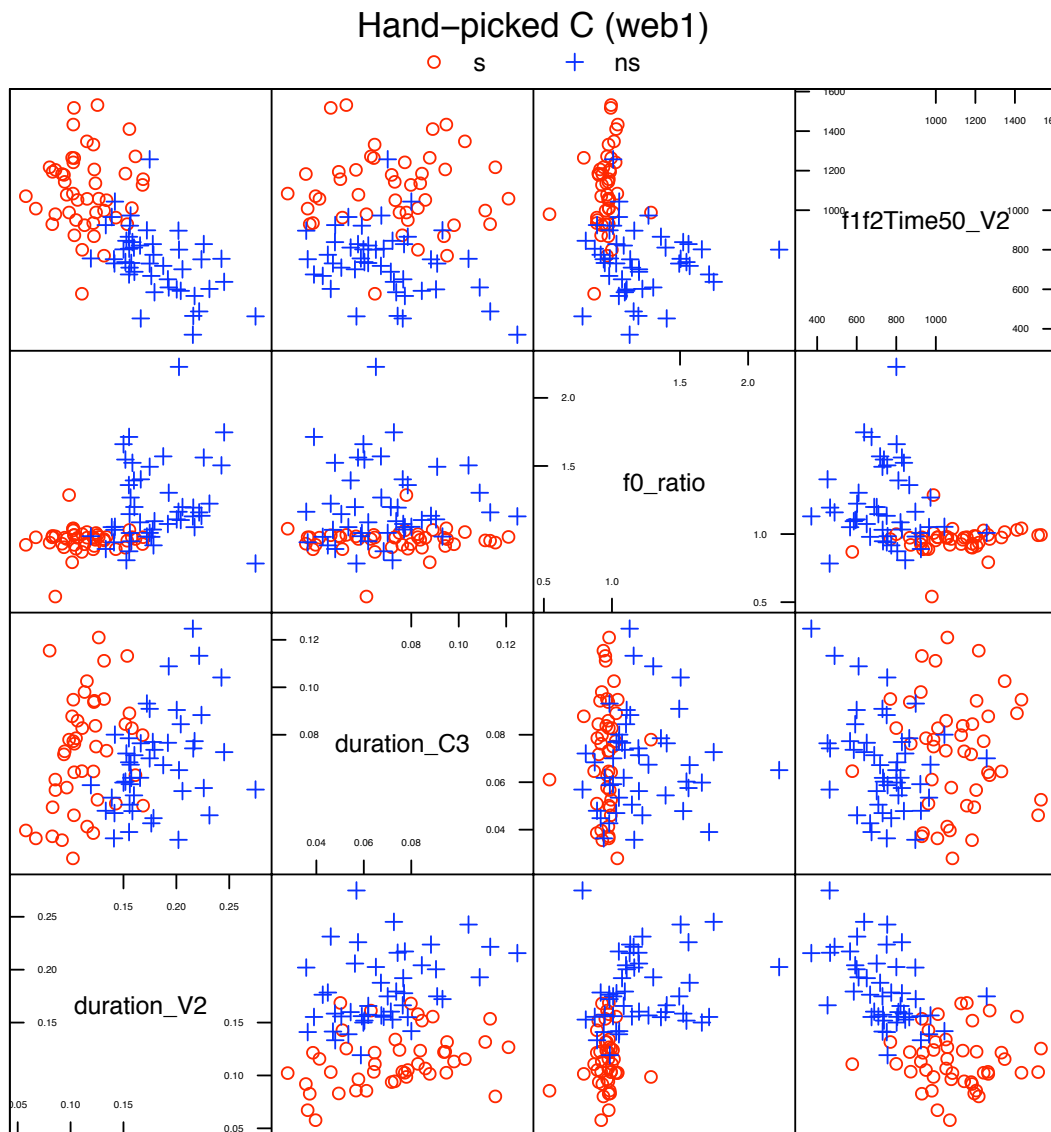 Hand−picked C (web1)
s ns
1600
1000 1200 1400 16
1400
1200
1000 f1f2Time50_V2 1000
800
600
400 600 800 1000 400
1.5 2.0
2.0
1.5 f0_ratio
1.0
0.5 1.0 0.5
0.12 0.08 0.10 0.12
0.10
0.08 duration_C3 0.08
0.04 0.06 0.08 0.04
0.15 0.20 0.25
0.25
0.20
0.15 duration_V2 0.15
0.10
0.05 0.10 0.15 0.05